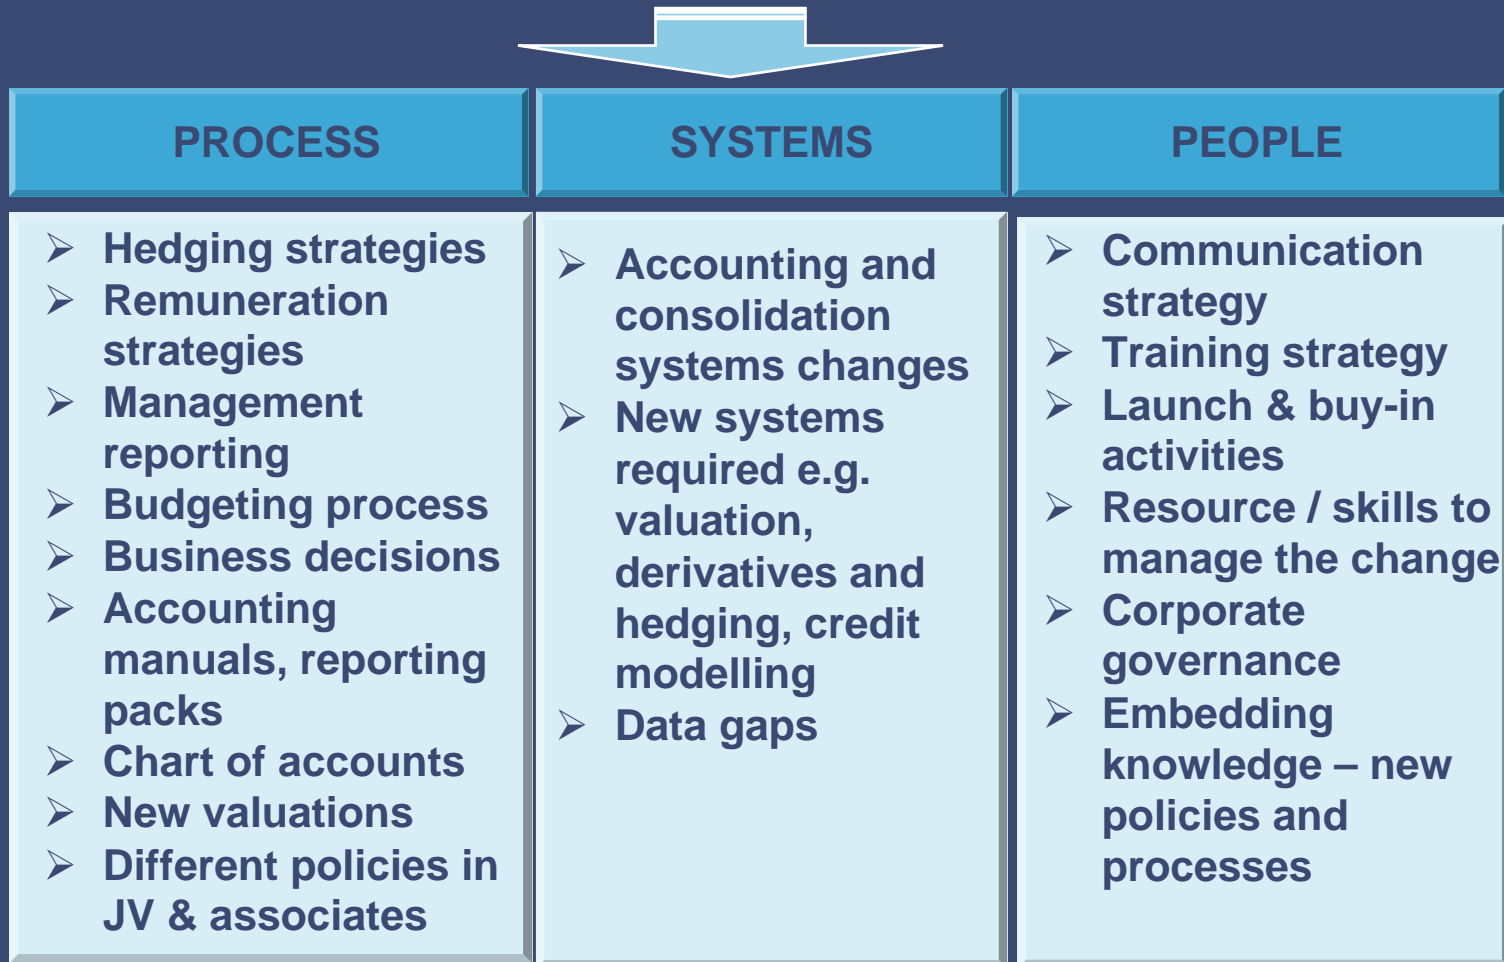 PROCESS
➢ Hedging strategies
➢ Remuneration
strategies
➢ Management
reporting
➢ Budgeting process
➢ Business decisions
➢ Accounting
manuals, reporting
packs
➢ Chart of accounts
➢ New valuations
➢ Different policies in
JV & associates
SYSTEMS
➢ Accounting and
consolidation
systems changes
➢ New systems
required e.g.
valuation,
derivatives and
hedging, credit
modelling
➢ Data gaps
PEOPLE
➢ Communication
strategy
➢ Training strategy
➢ Launch & buy-in
activities
➢ Resource / skills to
manage the change
➢ Corporate
governance
➢ Embedding
knowledge – new
policies and
processes